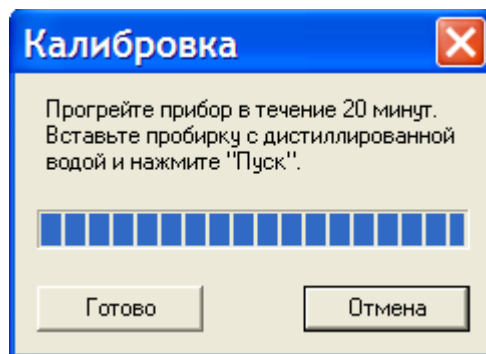 Калибровка
Прогрейте прибор в течение 20 минут.
Вставьте пробирку с дистиллированной
водой и нажмите "Пуск".
Готово
Отмена